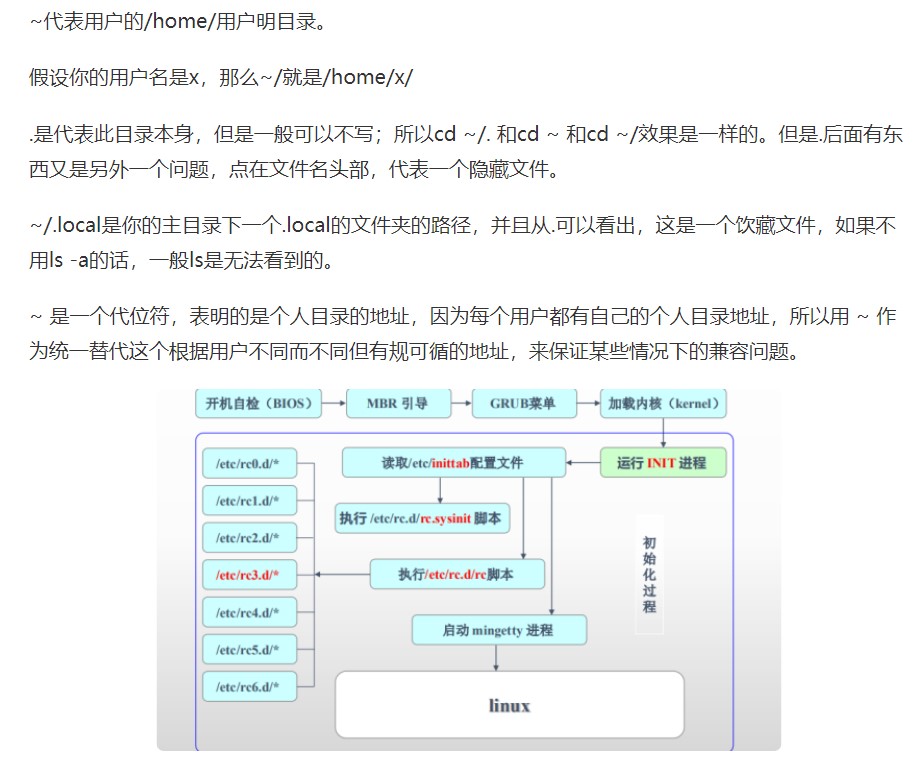 ~代表用户的/home/用户明目录。
假设你的用户名是x，那么~/就是/home/x/
.是代表此目录本身，但是一般可以不写；所以cd ~/. 和cd ~ 和cd ~/效果是一样的。但是.后面有东
西又是另外一个问题，点在文件名头部，代表一个隐藏文件。
~/.local是你的主目录下一个.local的文件夹的路径，并且从.可以看出，这是一个饮藏文件，如果不
用ls -a的话，一般ls是无法看到的。
~ 是一个代位符，表明的是个人目录的地址，因为每个用户都有自己的个人目录地址，所以用 ~ 作
为统一替代这个根据用户不同而不同但有规可循的地址，来保证某些情况下的兼容问题。
开机自检（BIOS）
MBR 引导
GRUB菜单
加载内核（kernel）
/etc/rc0.d/*
读取/etc/inittab配置文件
运行 INIT 进程
/etc/rc1.d/*
执行 /etc/rc.d/rc.sysinit 脚本
/etc/rc2.d/*
/etc/rc3.d/*
执行/etc/rc.d/rc脚本
初始化过程
/etc/rc4.d/*
启动 mingetty 进程
/etc/rc5.d/*
/etc/rc6.d/*
linux